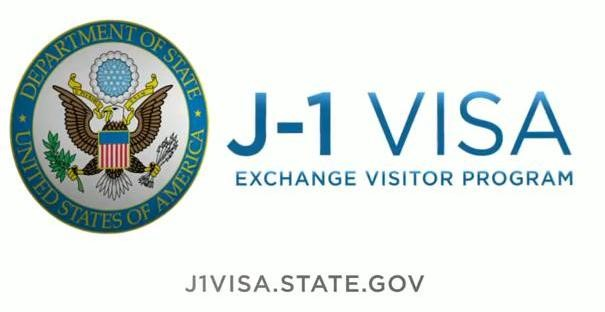 DEPARTMENT OF STATE
UNITED STATES OF AMERICA
J-1 VISA
EXCHANGE VISITOR PROGRAM
J1VISA.STATE.GOV